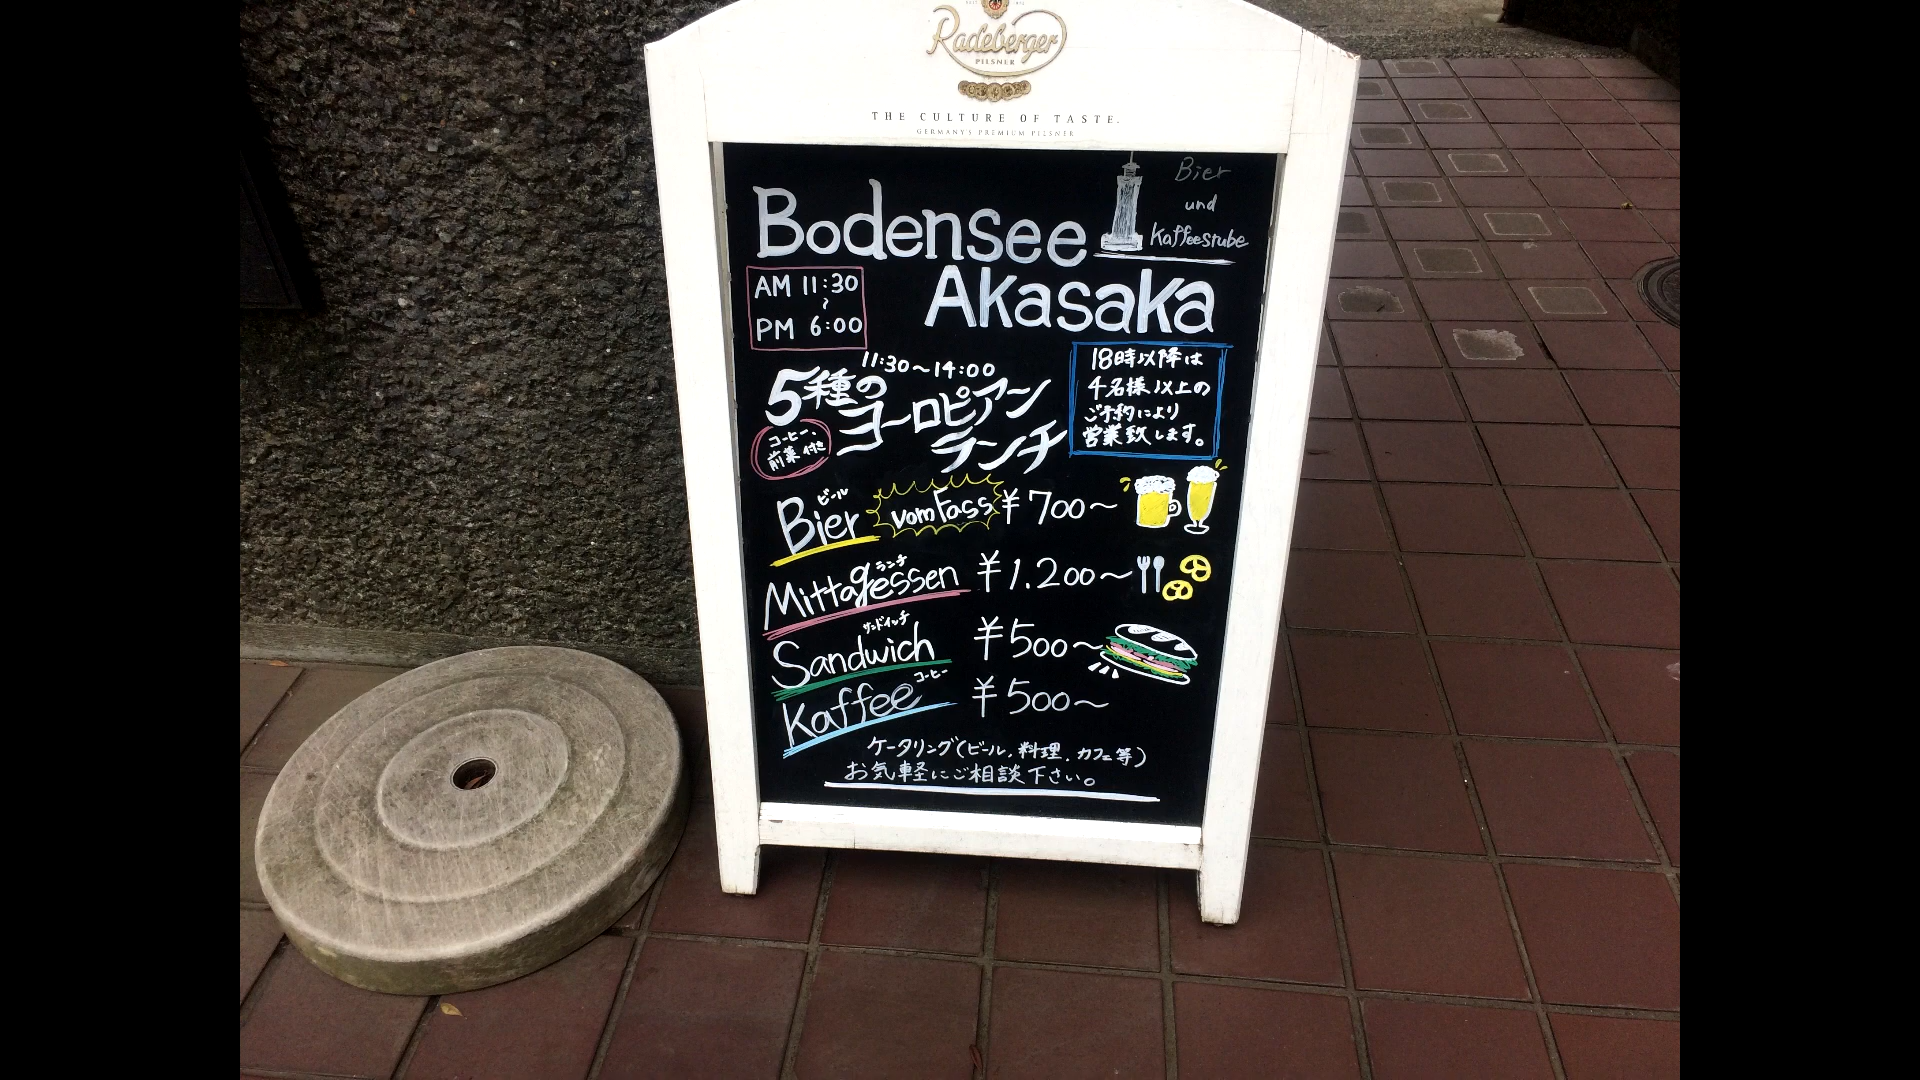 Radeberger
PILSNER
THE CULTURE OF TASTE.
GERMANY'S PREMIUM PILSNER
Bier
und
Kaffeestube
Bodensee
Akasaka
AM 11:30
~
PM 6:00
11:30~14:00
5種の
ヨーロピアン
ランチ
コーヒー、
前菜付き
18時以降は
4名様以上の
ご予約により
営業致します。
ビール
Bier vom Fass ¥700~
ランチ
Mittagessen ¥1.200~
サンドイッチ
Sandwich ¥500~
コーヒー
Kaffee ¥500~
ケータリング(ビール.料理.カフェ等)
お気軽にご相談下さい。